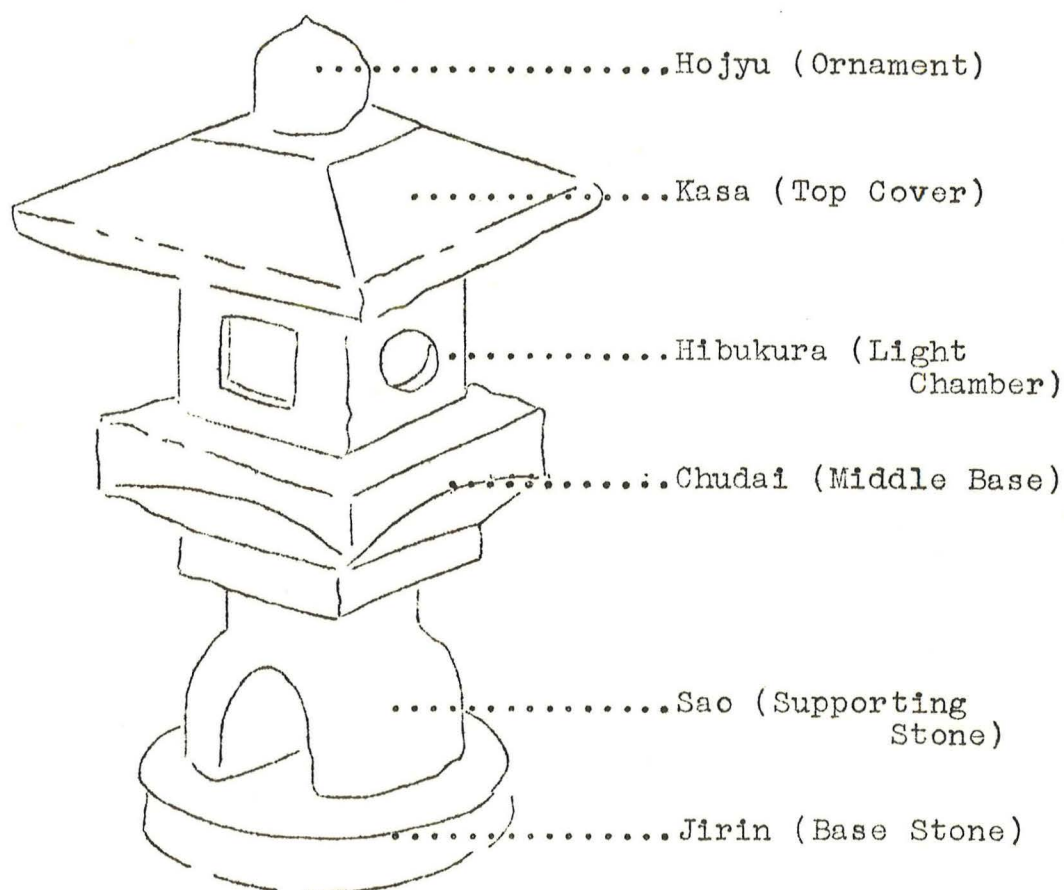 Hojyu (Ornament)
Kasa (Top Cover)
Hibukura (Light
Chamber)
Chudai (Middle Base)
Sao (Supporting
Stone)
Jirin (Base Stone)